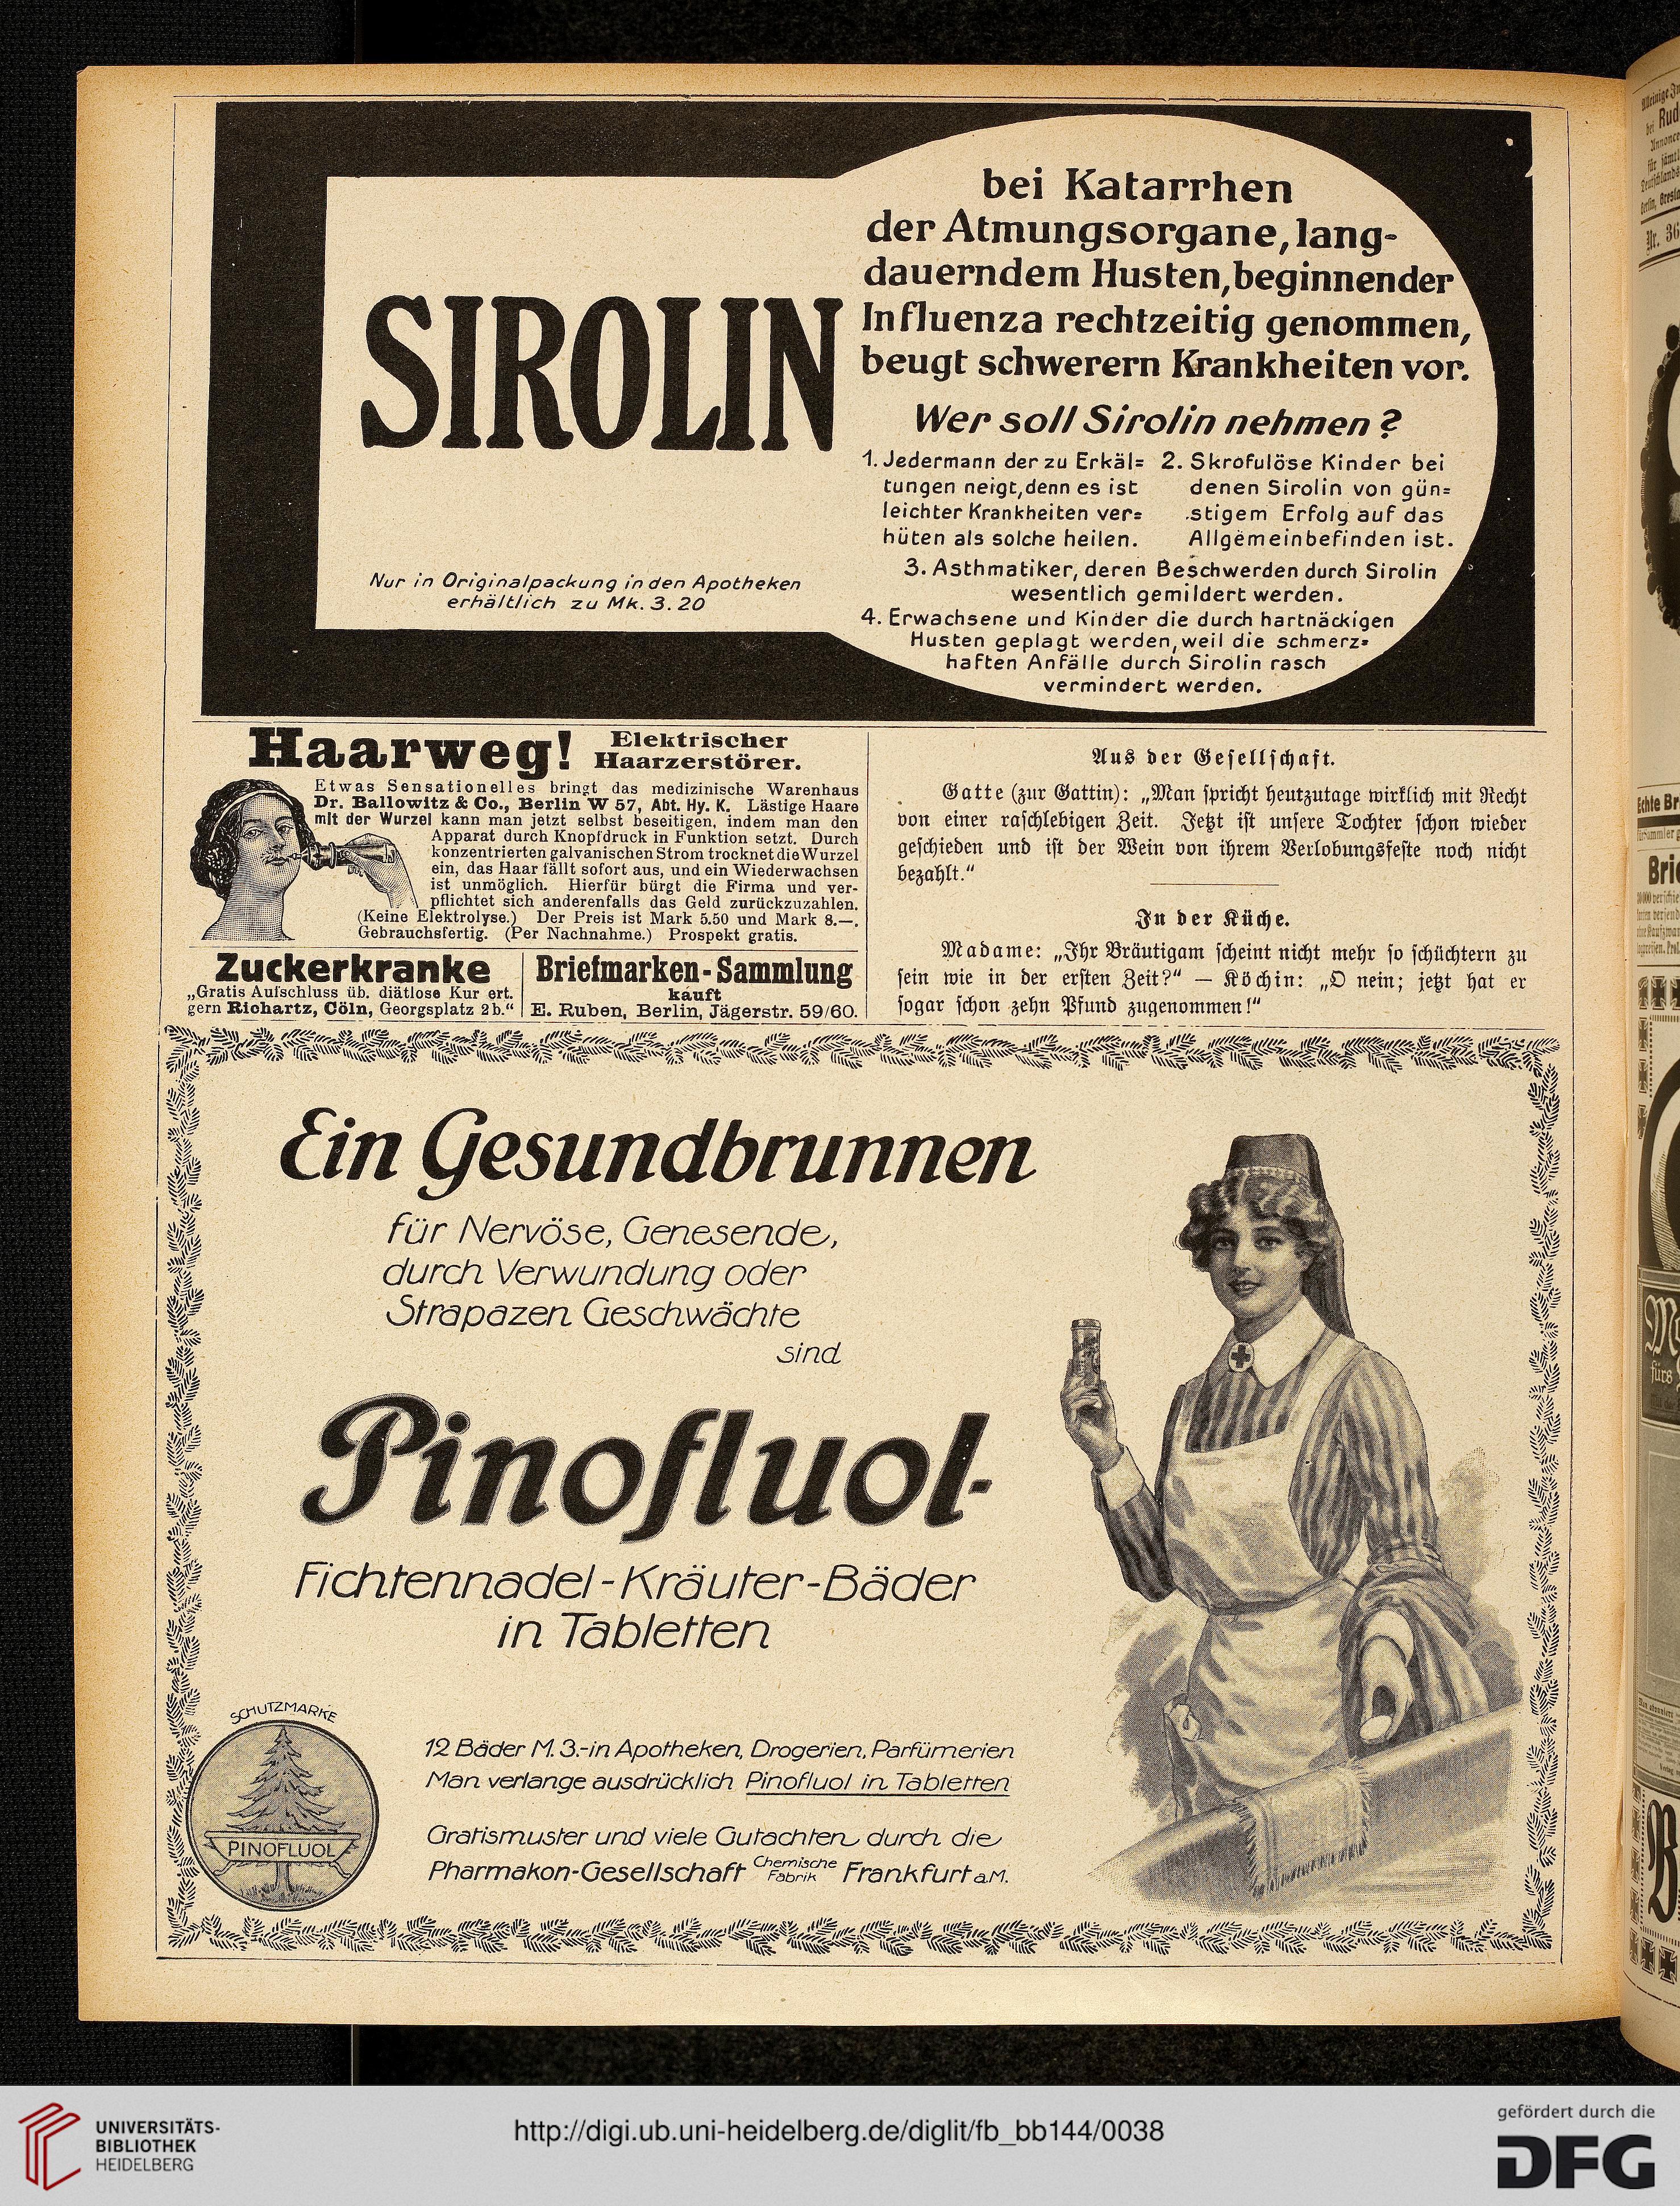 bei Katarrhen
der Atmungsorgane, lang-
dauerndem Husten, beginnender
Influenza rechtzeitig genommen,
beugt schwerern Krankheiten vor.
SIROLIN
Wer soll Sirolin nehmen?
1. Jedermann der zu Erkäl=
tungen neigt, denn es ist
leichter Krankheiten ver=
hüten als solche heilen.
2. Skrofulöse Kinder bei
denen Sirolin von gün=
stigem Erfolg auf das
Allgemeinbefinden ist.
3. Asthmatiker, deren Beschwerden durch Sirolin
wesentlich gemildert werden.
4. Erwachsene und Kinder die durch hartnäckigen
Husten geplagt werden, weil die schmerz=
haften Anfälle durch Sirolin rasch
vermindert werden.
Nur in Originalpackung in den Apotheken
erhältlich zu Mk. 3.20
Haarweg! Elektrischer
Haarzerstörer.
Etwas Sensationelles bringt das medizinische Warenhaus
Dr. Ballowitz & Co., Berlin W 57, Abt. Hy. K. Lästige Haare
mit der Wurzel kann man jetzt selbst beseitigen, indem man den
Apparat durch Knopfdruck in Funktion setzt. Durch
konzentrierten galvanischen Strom trocknet die Wurzel
ein, das Haar fällt sofort aus, und ein Wiederwachsen
ist unmöglich. Hierfür bürgt die Firma und ver-
pflichtet sich anderenfalls das Geld zurückzuzahlen.
(Keine Elektrolyse.) Der Preis ist Mark 5.50 und Mark 8.—.
Gebrauchsfertig. (Per Nachnahme.) Prospekt gratis.
Zuckerkranke
„Gratis Aufschluss üb. diätlose Kur ert.
gern Richartz, Cöln, Georgsplatz 2b.“
Briefmarken-Sammlung
kauft
E. Ruben, Berlin, Jägerstr. 59/60.
Aus der Gesellschaft.
Gatte (zur Gattin): „Man spricht heutzutage wirklich mit Recht
von einer raschlebigen Zeit. Jetzt ist unsere Tochter schon wieder
geschieden und ist der Wein von ihrem Verlobungsfeste noch nicht
bezahlt.“
In der Küche.
Madame: „Ihr Bräutigam scheint nicht mehr so schüchtern zu
sein wie in der ersten Zeit?“ — Köchin: „O nein; jetzt hat er
sogar schon zehn Pfund zugenommen!“
Ein Gesundbrunnen
für Nervöse, Genesende,
durch Verwundung oder
Strapazen Geschwächte
sind
Pinofluol-
Fichtennadel-Kräuter-Bäder
in Tabletten
SCHUTZMARKE
PINOFLUOL
12 Bäder M. 3.- in Apotheken, Drogerien, Parfümerien
Man verlange ausdrücklich Pinofluol in Tabletten
Gratismuster und viele Gutachten durch die
Pharmakon-Gesellschaft Chemische Fabrik Frankfurt a.M.
UNIVERSITÄTS-
BIBLIOTHEK
HEIDELBERG
http://digi.ub.uni-heidelberg.de/diglit/fb_bb144/0038
gefördert durch die
DFG